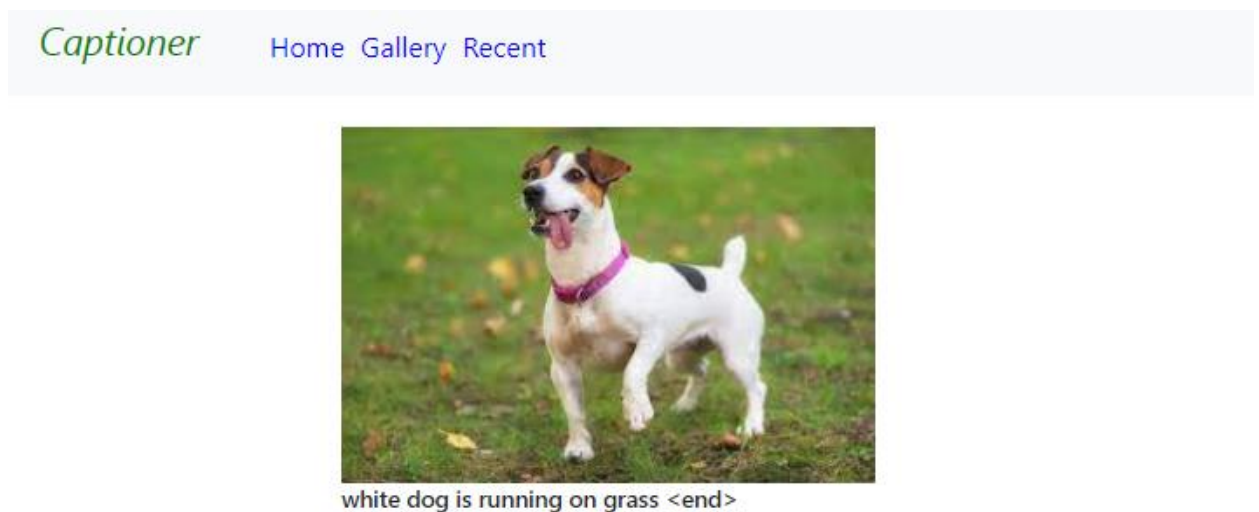 Captioner Home Gallery Recent
white dog is running on grass <end>